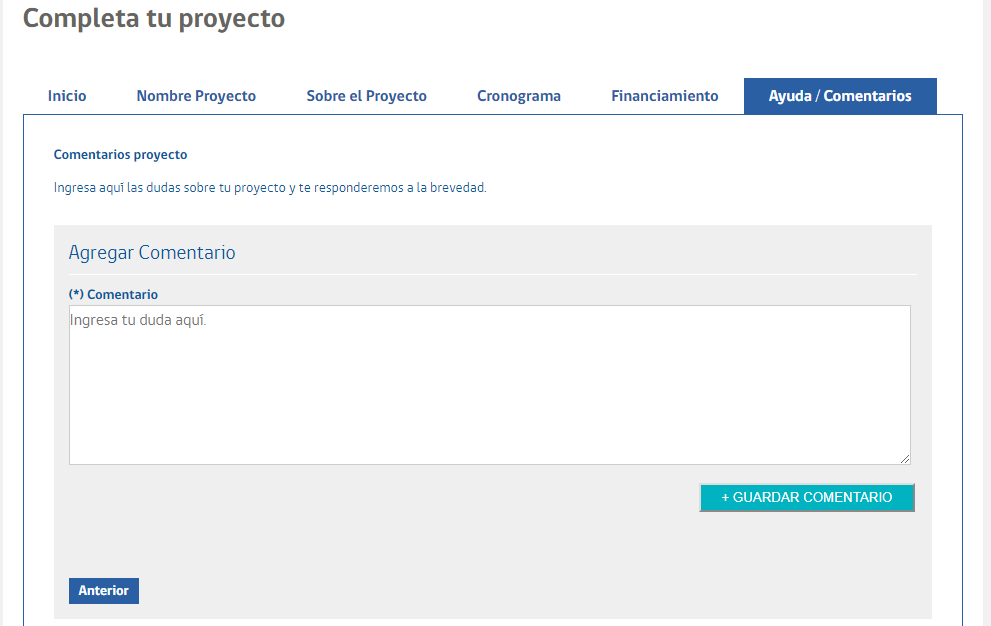 Completa tu proyecto
Inicio Nombre Proyecto Sobre el Proyecto Cronograma Financiamiento Ayuda / Comentarios
Comentarios proyecto
Ingresa aquí las dudas sobre tu proyecto y te responderemos a la brevedad.
Agregar Comentario
(*) Comentario
Ingresa tu duda aquí.
+ GUARDAR COMENTARIO
Anterior